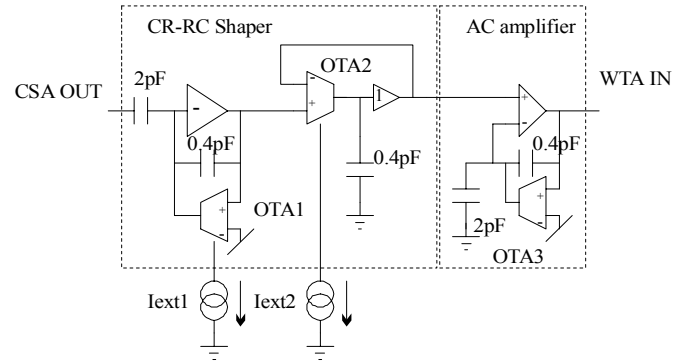 CR-RC Shaper
AC amplifier
OTA2
2pF
CSA OUT
WTA IN
-
-
+
1
+
-
0.4pF
0.4pF
0.4pF
+
-
OTA1
2pF
+
-
OTA3
Iext1
Iext2